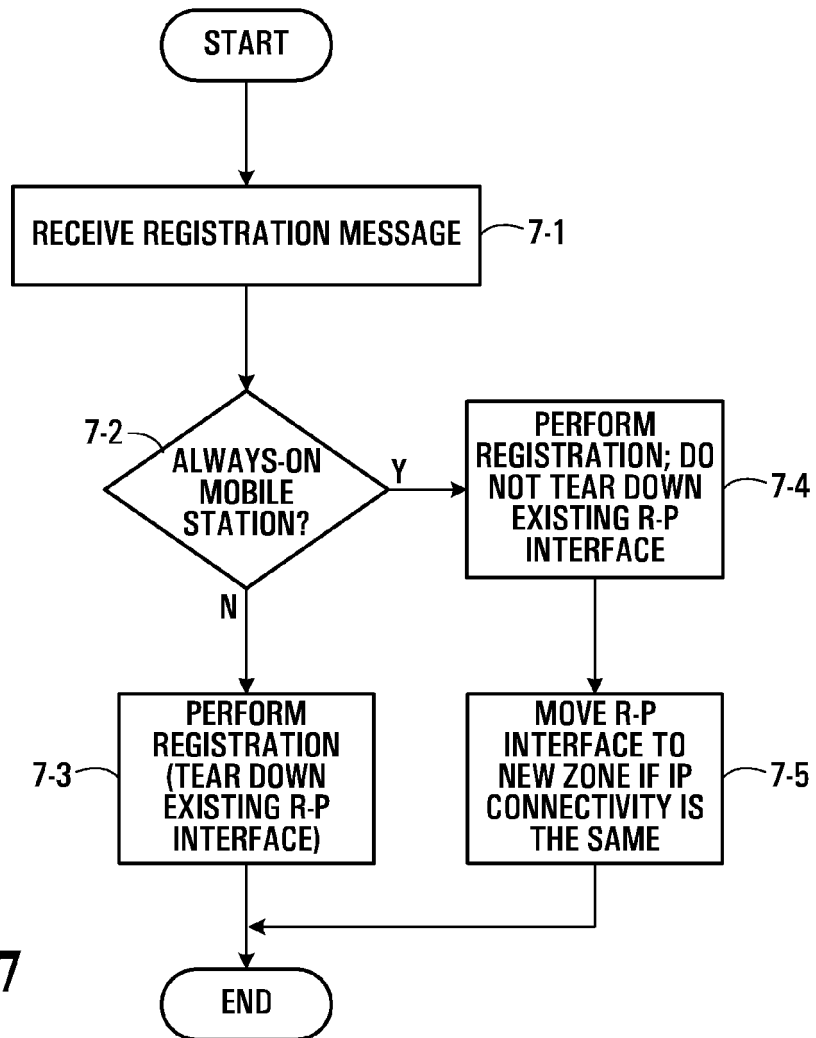 START
RECEIVE REGISTRATION MESSAGE
7-1
7-2
ALWAYS-ON
MOBILE
STATION?
Y
N
PERFORM
REGISTRATION; DO
NOT TEAR DOWN
EXISTING R-P
INTERFACE
7-4
7-3
PERFORM
REGISTRATION
(TEAR DOWN
EXISTING R-P
INTERFACE)
MOVE R-P
INTERFACE TO
NEW ZONE IF IP
CONNECTIVITY IS
THE SAME
7-5
7
END